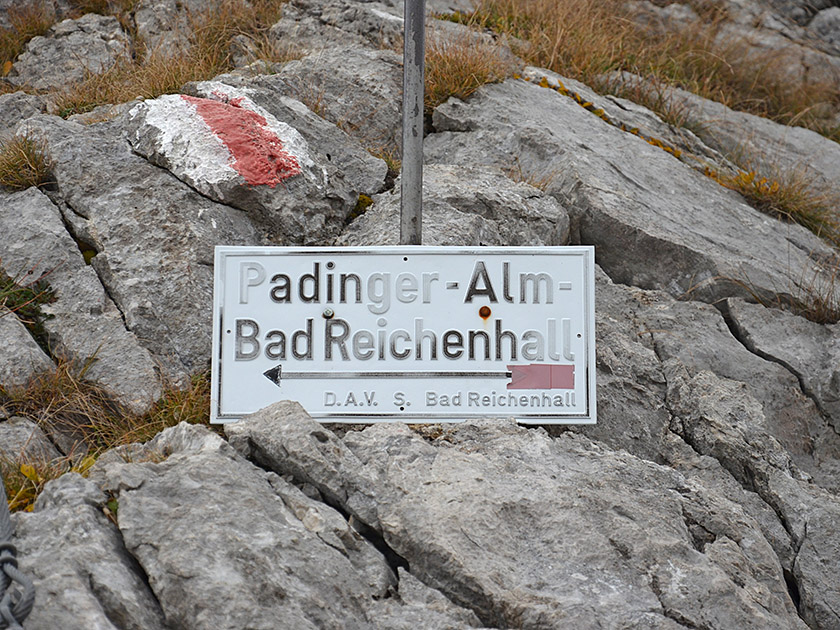 Padinger-Alm-
Bad Reichenhall
D.A.V. S. Bad Reichenhall